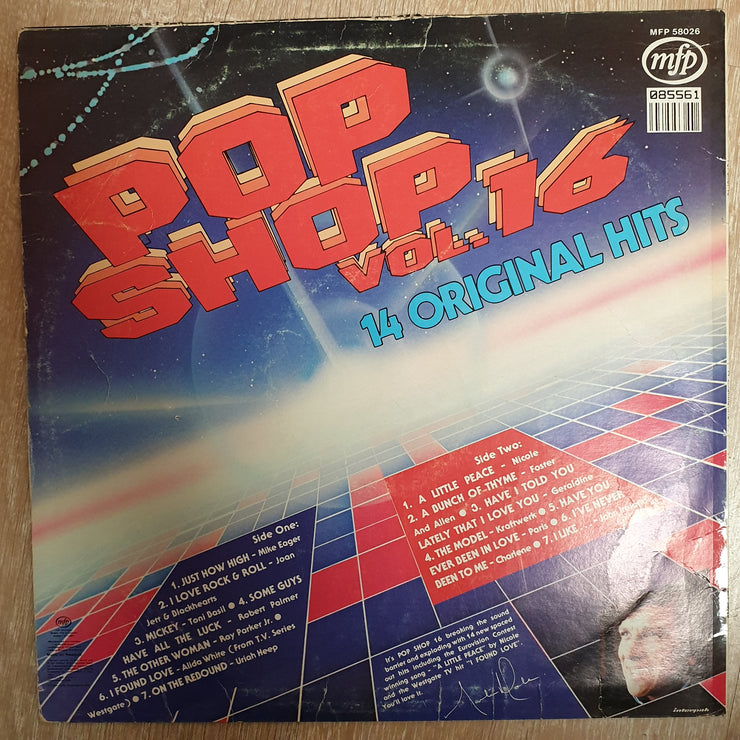 MFP 58026
mfp
085561
POP
SHOP
VOL. 16
14 ORIGINAL HITS
Side One:
1. JUST HOW HIGH – Mike Eager
2. I LOVE ROCK & ROLL – Joan
Jett & Blackhearts
3. MICKEY – Toni Basil ● 4. SOME GUYS
HAVE ALL THE LUCK – Robert Palmer
5. THE OTHER WOMAN – Ray Parker Jr. ●
6. I FOUND LOVE – Alida White (From T.V. Series
Westgate) ● 7. ON THE REDOUND – Uriah Heep
Side Two:
1. A LITTLE PEACE – Nicole
2. A BUNCH OF THYME – Foster
And Allen ● 3. HAVE I TOLD YOU
LATELY THAT I LOVE YOU – Geraldine
4. THE MODEL – Kraftwerk ● 5. HAVE YOU
EVER BEEN IN LOVE – Paris ● 6. I'VE NEVER
BEEN TO ME – Charlene ● 7. I LIKE
It's POP SHOP 16 breaking the sound
barrier and exploding with 14 new spaced
out his including the Eurovision Contest
winning song "A LITTLE PEACE" by Nicole
and the Westgate TV hit "I FOUND LOVE".
You'll love it.
mfp
interpak